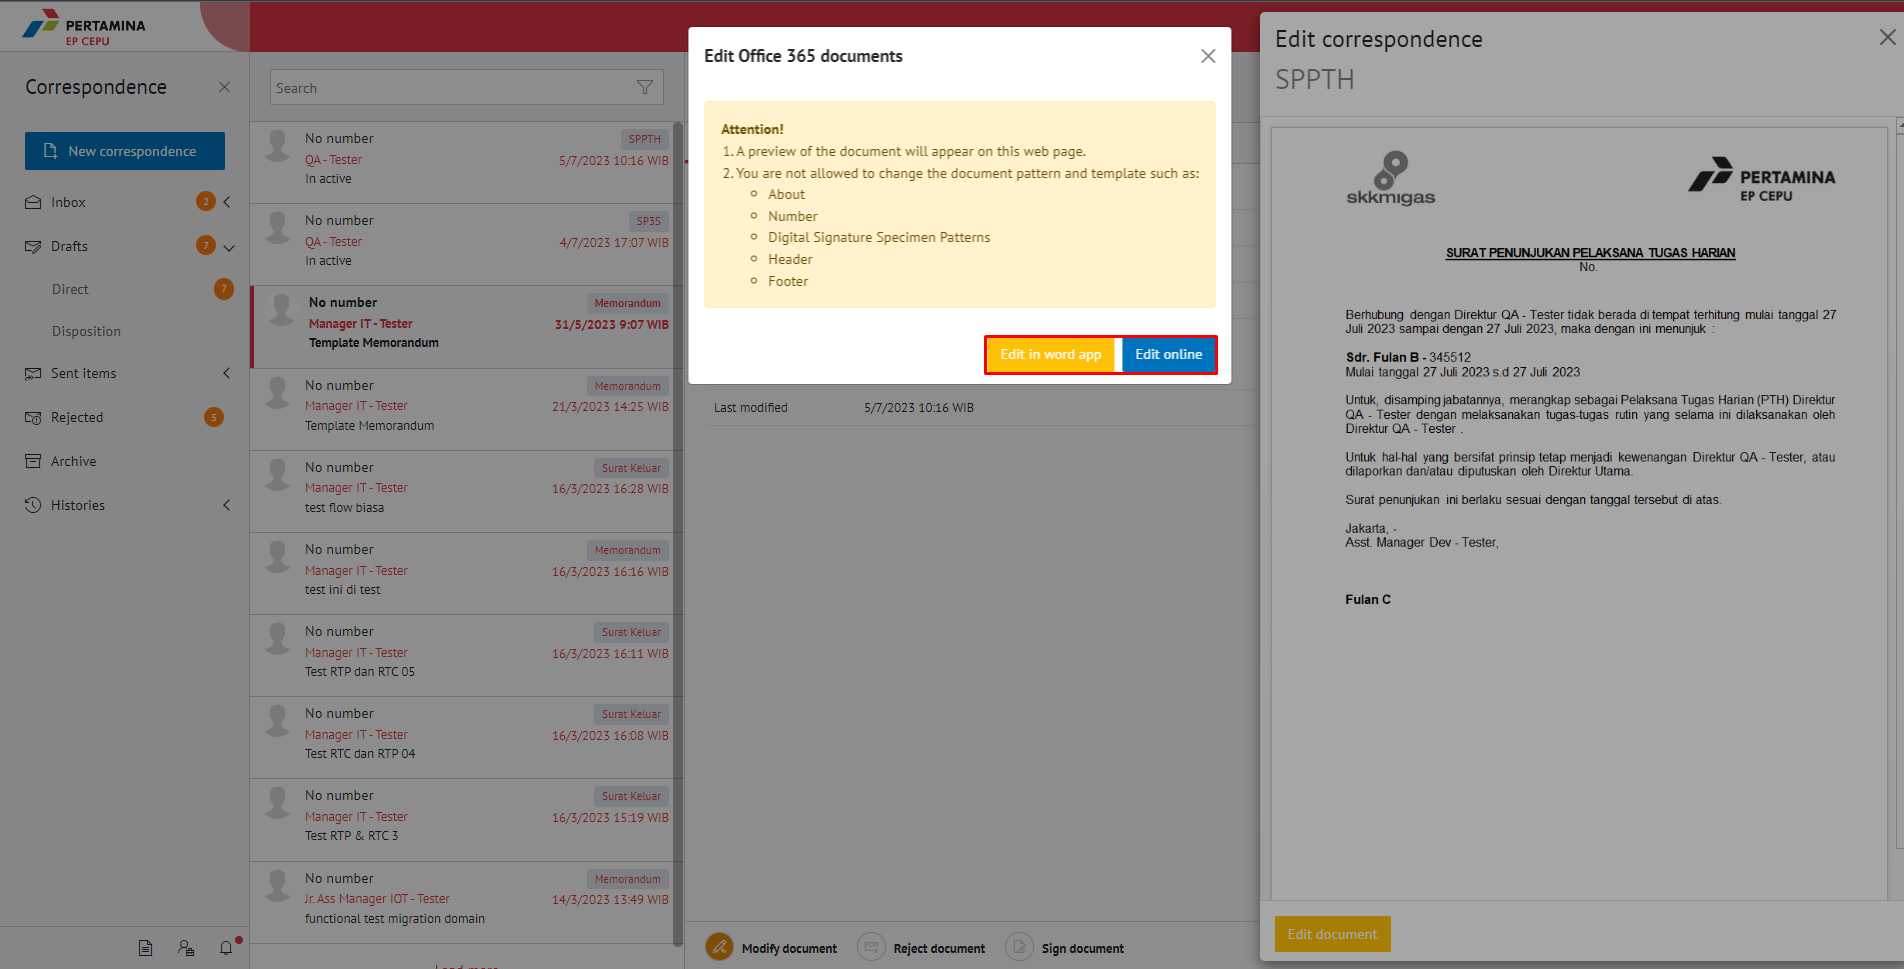 PERTAMINA
EP CEPU
Correspondence
New correspondence
Inbox 2
Drafts 7
Direct 7
Disposition
Sent items
Rejected 5
Archive
Histories
Search
No number SPPTH
QA - Tester 5/7/2023 10:16 WIB
In active
No number SP3S
QA - Tester 4/7/2023 17:07 WIB
In active
No number Memorandum
Manager IT - Tester 31/5/2023 9:07 WIB
Template Memorandum
No number Memorandum
Manager IT - Tester 21/3/2023 14:25 WIB
Template Memorandum
No number Surat Keluar
Manager IT - Tester 16/3/2023 16:28 WIB
test flow biasa
No number Memorandum
Manager IT - Tester 16/3/2023 16:16 WIB
test ini di test
No number Surat Keluar
Manager IT - Tester 16/3/2023 16:11 WIB
Test RTP dan RTC 05
No number Surat Keluar
Manager IT - Tester 16/3/2023 16:08 WIB
Test RTC dan RTP 04
No number Surat Keluar
Manager IT - Tester 16/3/2023 15:19 WIB
Test RTP & RTC 3
No number Memorandum
Jr. Ass Manager IOT - Tester 14/3/2023 13:49 WIB
functional test migration domain
Load more
Edit Office 365 documents
Attention!
1. A preview of the document will appear on this web page.
2. You are not allowed to change the document pattern and template such as:
About
Number
Digital Signature Specimen Patterns
Header
Footer
Edit in word app Edit online
Last modified 5/7/2023 10:16 WIB
Modify document Reject document Sign document
Edit correspondence
SPPTH
skkmigas
PERTAMINA
EP CEPU
SURAT PENUNJUKAN PELAKSANA TUGAS HARIAN
No.
Berhubung dengan Direktur QA - Tester tidak berada di tempat terhitung mulai tanggal 27
Juli 2023 sampai dengan 27 Juli 2023, maka dengan ini menunjuk :
Sdr. Fulan B - 345512
Mulai tanggal 27 Juli 2023 s.d 27 Juli 2023
Untuk, disamping jabatannya, merangkap sebagai Pelaksana Tugas Harian (PTH) Direktur
QA - Tester dengan melaksanakan tugas-tugas rutin yang selama ini dilaksanakan oleh
Direktur QA - Tester .
Untuk hal-hal yang bersifat prinsip tetap menjadi kewenangan Direktur QA - Tester, atau
dilaporkan dan/atau diputuskan oleh Direktur Utama.
Surat penunjukan ini berlaku sesuai dengan tanggal tersebut di atas.
Jakarta, -
Asst. Manager Dev - Tester,
Fulan C
Edit document